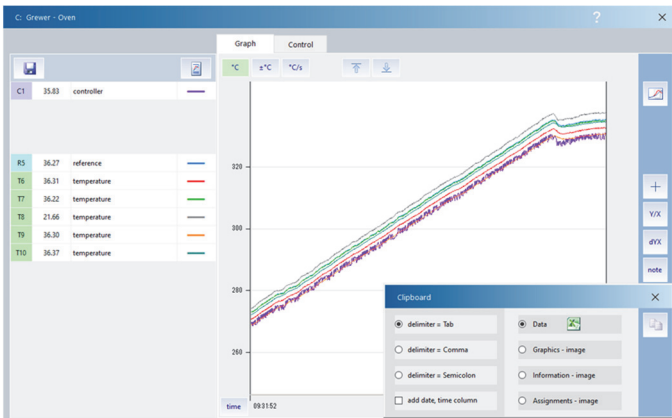 C: Grewer - Oven ?
Graph Control
°C ±°C °C/s
C1 35.83 controller
R5 36.27 reference
T6 36.31 temperature
T7 36.22 temperature
T8 21.66 temperature
T9 36.30 temperature
T10 36.37 temperature
320
300
280
260
time 09:31:52
Y/X
dYX
note
Clipboard
delimiter = Tab
delimiter = Comma
delimiter = Semicolon
add date, time column
Data
Graphics - image
Information - image
Assignments - image